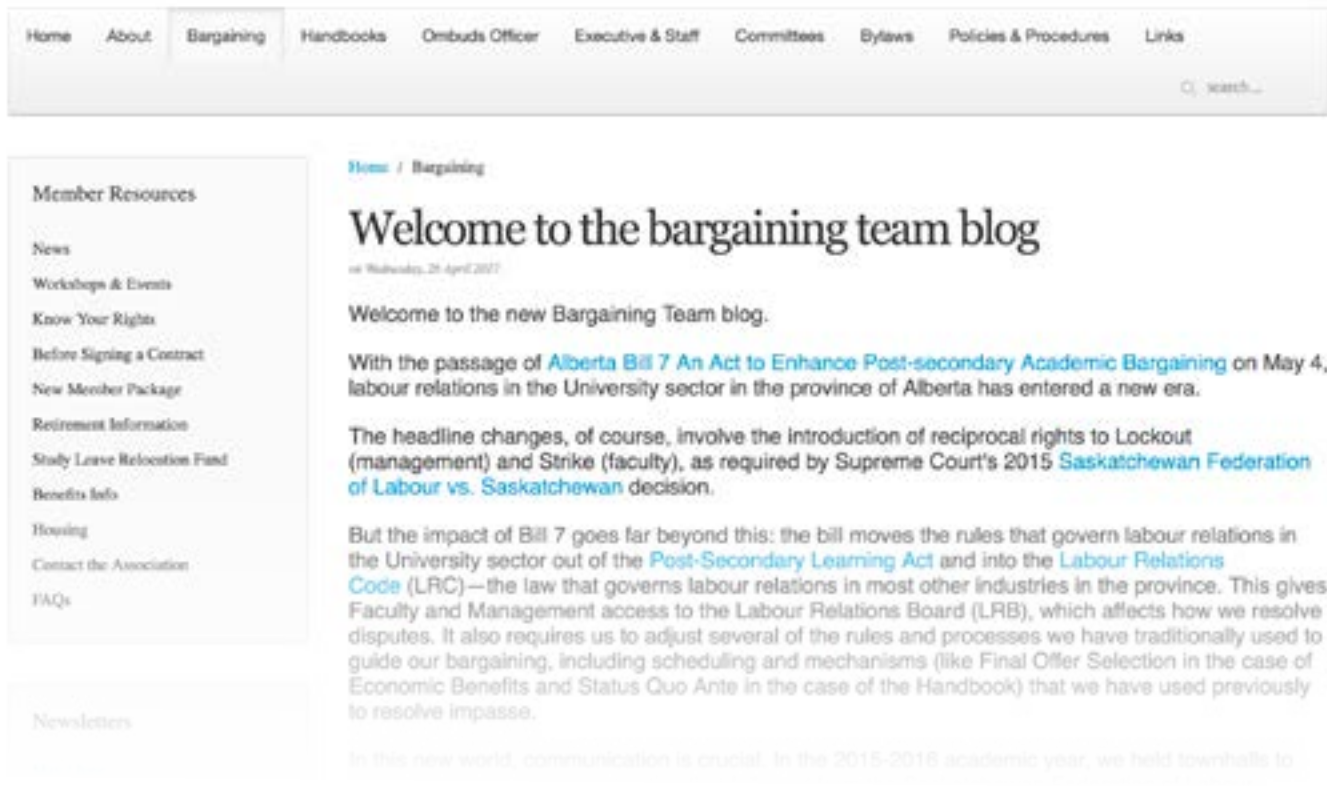 Home About Bargaining Handbooks Ombuds Officer Executive & Staff Committees Bylaws Policies & Procedures Links
search...
Member Resources
News
Workshops & Events
Know Your Rights
Before Signing a Contract
New Member Package
Retirement Information
Study Leave Relocation Fund
Benefits Info
Housing
Contact the Association
FAQs
Newsletters
Home / Bargaining
Welcome to the bargaining team blog
on Wednesday, 26 April 2017
Welcome to the new Bargaining Team blog.
With the passage of Alberta Bill 7 An Act to Enhance Post-secondary Academic Bargaining on May 4,
labour relations in the University sector in the province of Alberta has entered a new era.
The headline changes, of course, involve the introduction of reciprocal rights to Lockout
(management) and Strike (faculty), as required by Supreme Court's 2015 Saskatchewan Federation
of Labour vs. Saskatchewan decision.
But the impact of Bill 7 goes far beyond this: the bill moves the rules that govern labour relations in
the University sector out of the Post-Secondary Learning Act and into the Labour Relations
Code (LRC)—the law that governs labour relations in most other industries in the province. This gives
Faculty and Management access to the Labour Relations Board (LRB), which affects how we resolve
disputes. It also requires us to adjust several of the rules and processes we have traditionally used to
guide our bargaining, including scheduling and mechanisms (like Final Offer Selection in the case of
Economic Benefits and Status Quo Ante in the case of the Handbook) that we have used previously
to resolve impasse.
In this new world, communication is crucial. In the 2015-2016 academic year, we held townhalls to